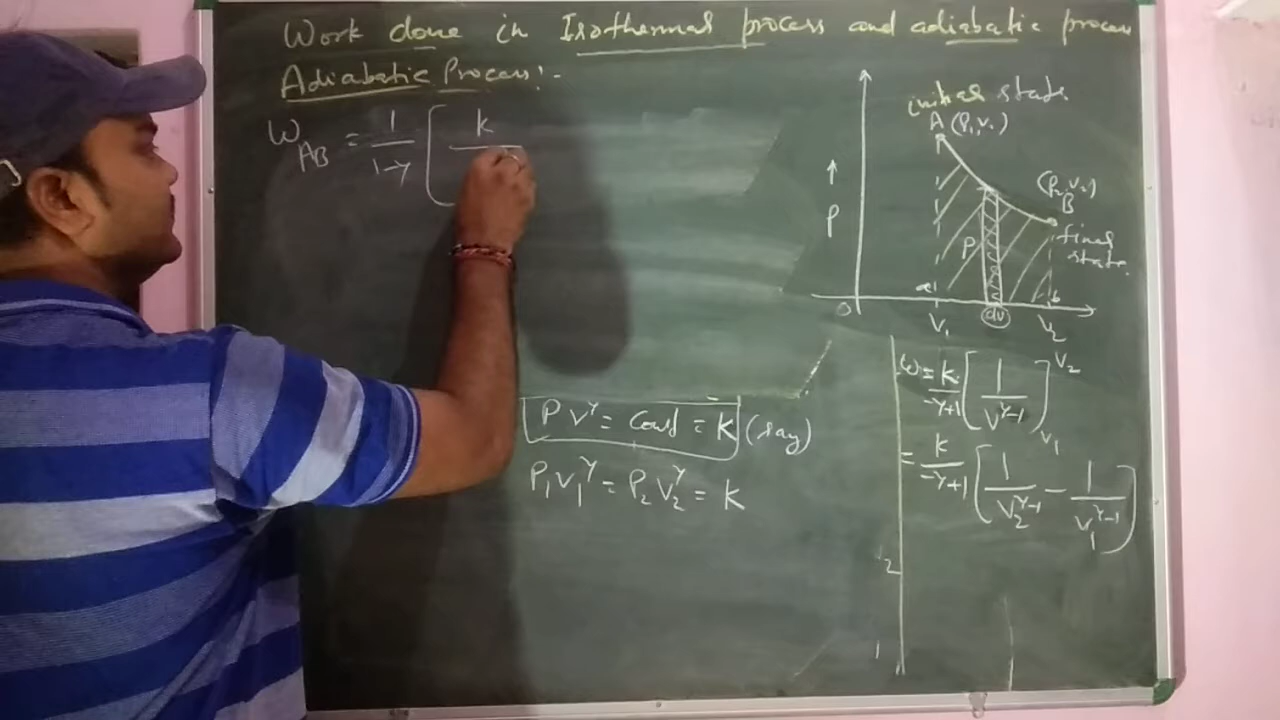 Work done in Isothermal process and adiabatic process
Adiabatic Process:-
W_AB = 1/(1-γ) [ K
initial state
A (P₁, V₁)
(P₂, V₂)
B
final state.
↑
P
P
a
b
O
V₁
dv
V₂
PV^γ = Const = K (say)
P₁V₁^γ = P₂V₂^γ = K
W = K/(-γ+1) [ 1/V^(γ-1) ]_V₁^V₂
= K/(-γ+1) [ 1/V₂^(γ-1) - 1/V₁^(γ-1) ]